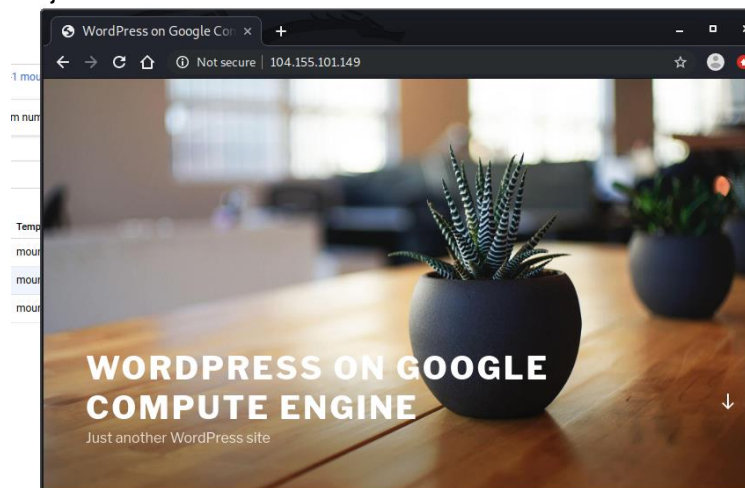 WordPress on Google Con
Not secure 104.155.101.149
WORDPRESS ON GOOGLE
COMPUTE ENGINE
Just another WordPress site